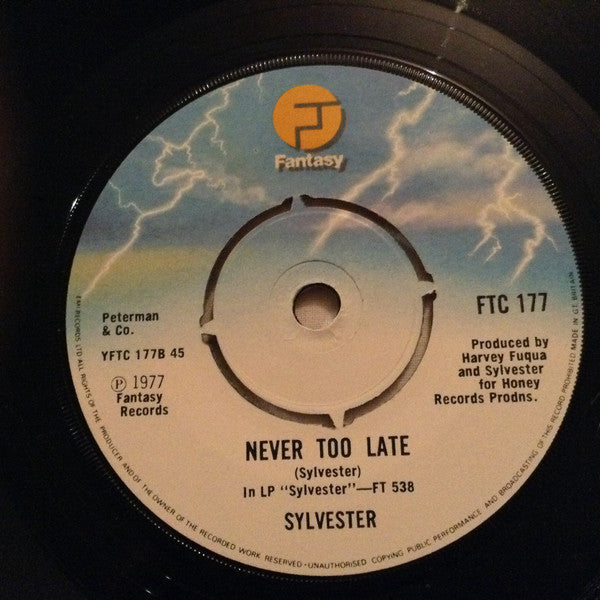 Fantasy
FTC 177
Peterman
& Co.
YFTC 177B 45
Ⓟ 1977
Fantasy
Records
Produced by
Harvey Fuqua
and Sylvester
for Honey
Records Prodns.
NEVER TOO LATE
(Sylvester)
In LP "Sylvester"—FT 538
SYLVESTER
EMI RECORDS LTD ALL RIGHTS OF THE PRODUCER AND OF THE OWNER OF THE RECORDED WORK RESERVED · UNAUTHORISED COPYING PUBLIC PERFORMANCE AND BROADCASTING OF THIS RECORD PROHIBITED MADE IN GT. BRITAIN